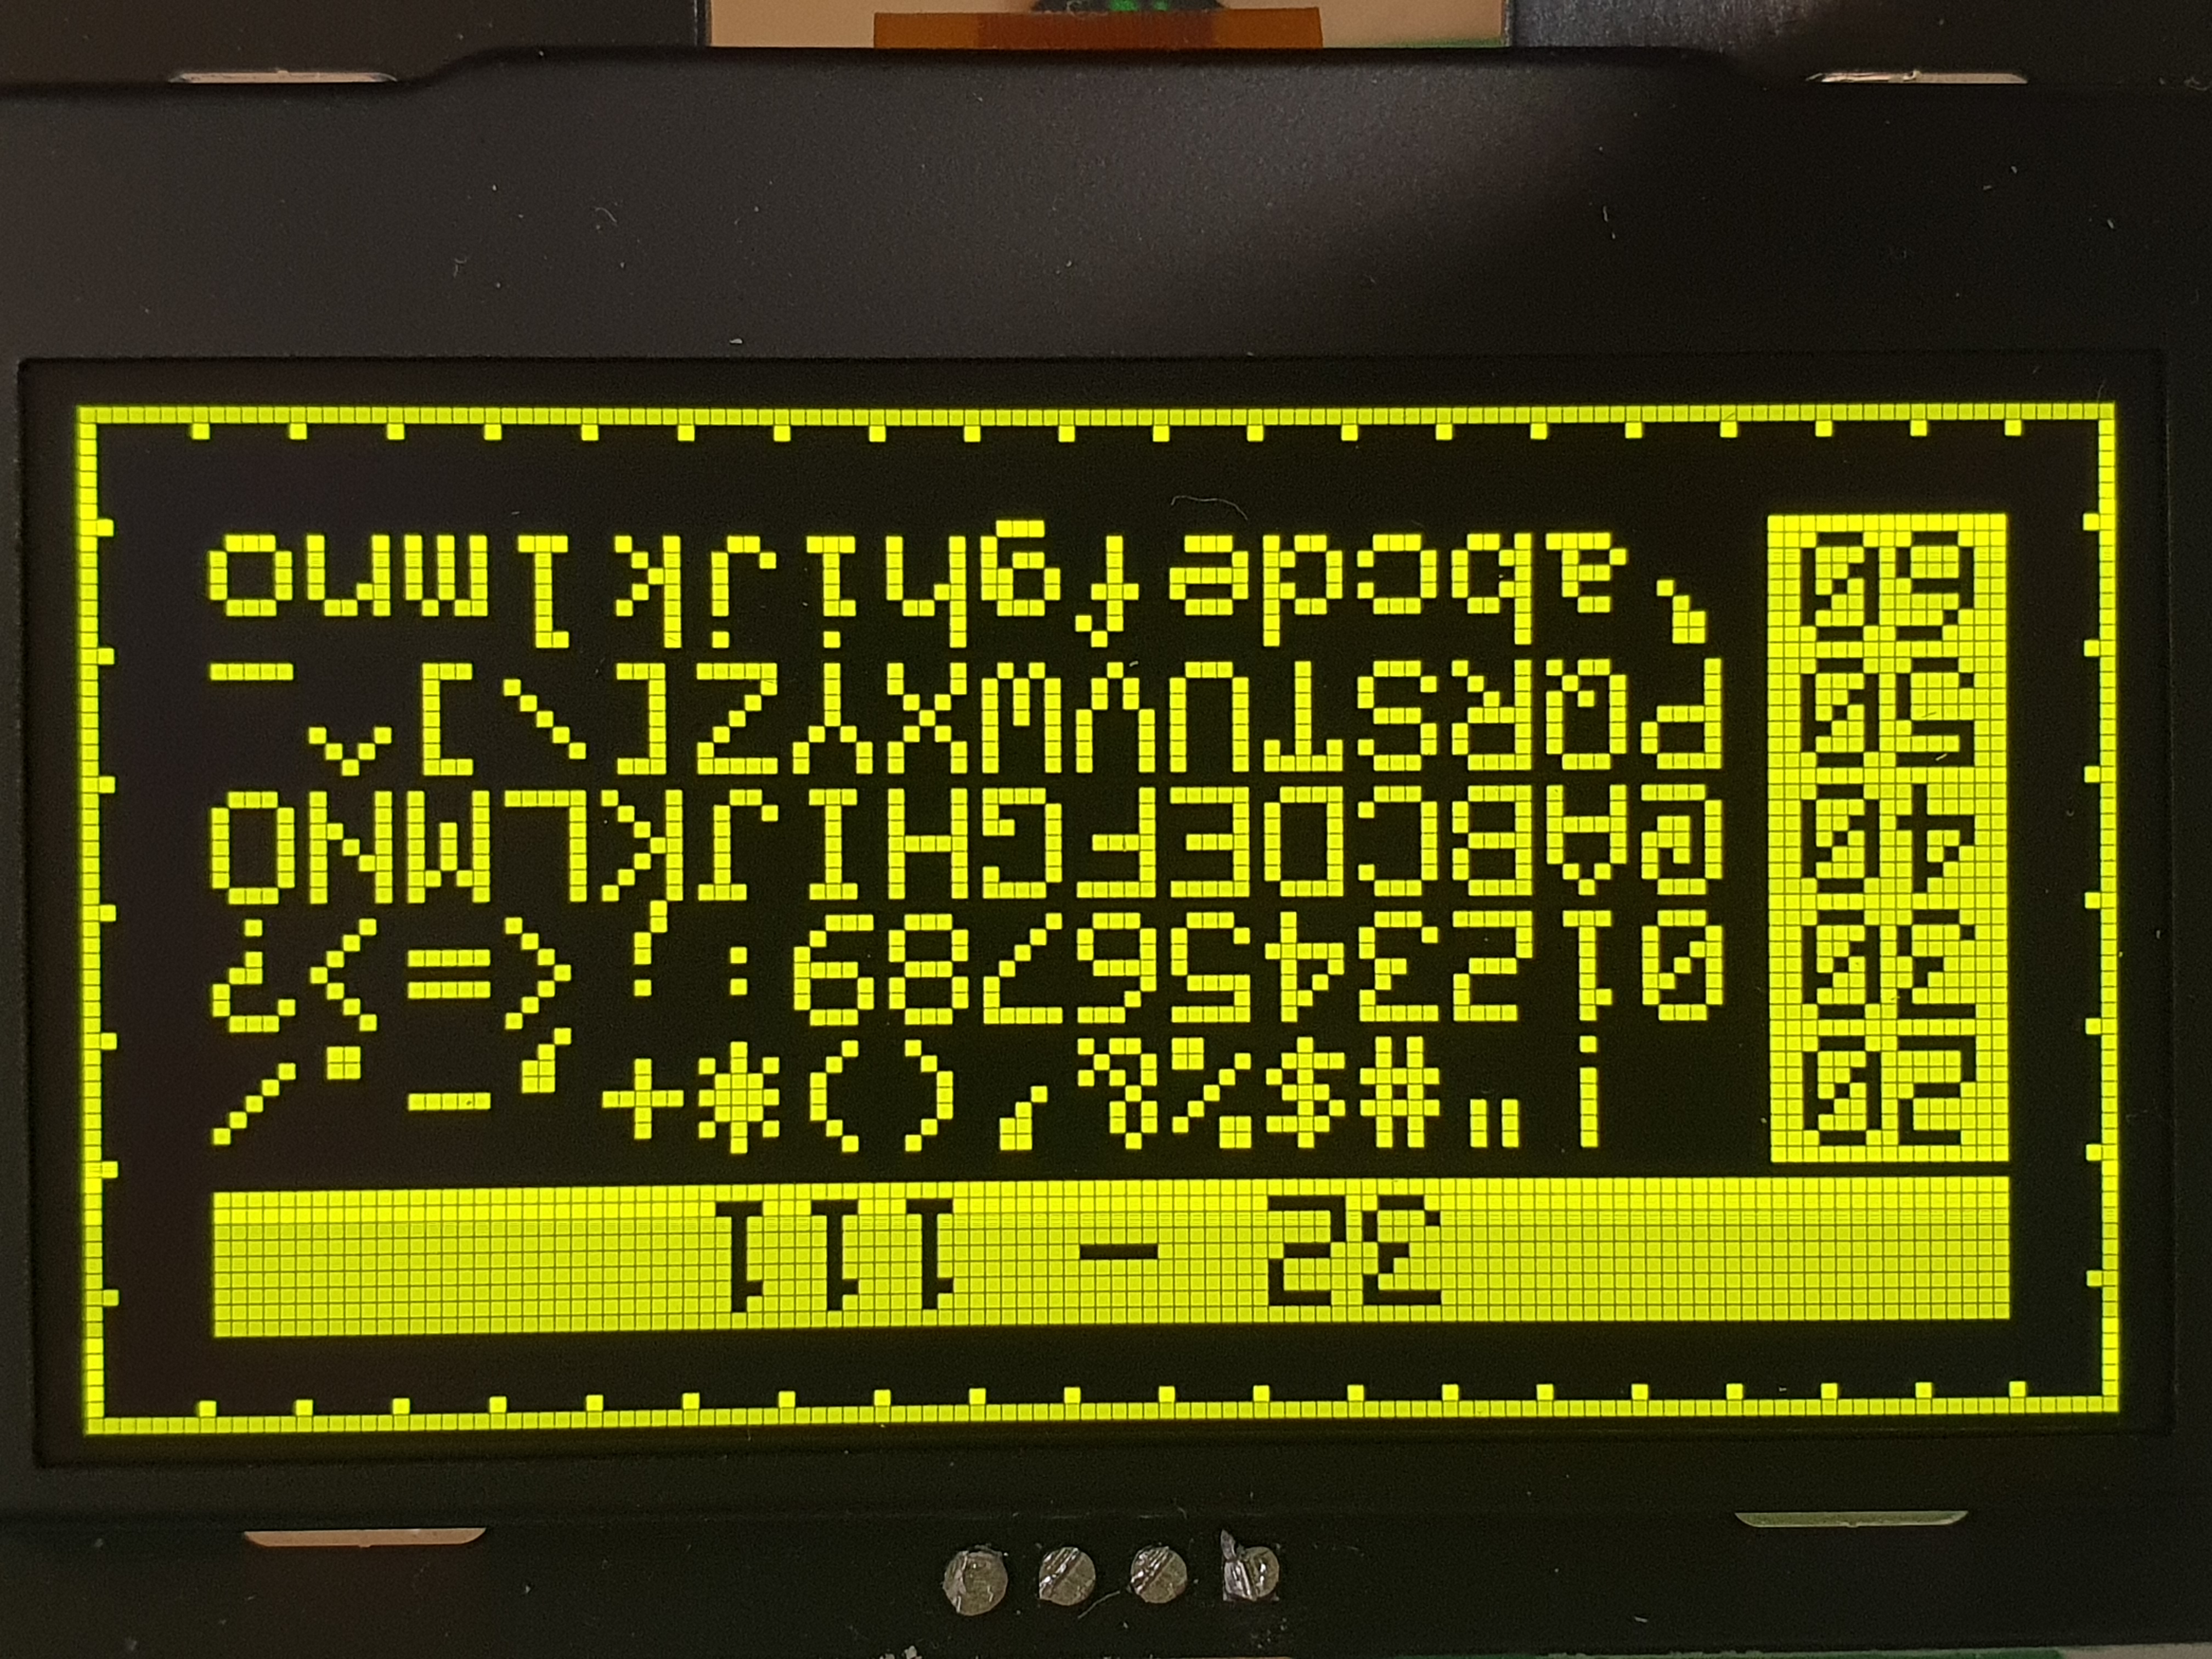 32 - 111
20 !"#$%&'()*+,-./
30 0123456789:;<=>?
40 @ABCDEFGHIJKLMNO
50 PQRSTUVWXYZ[\]^_
60 `abcdefghijklmno